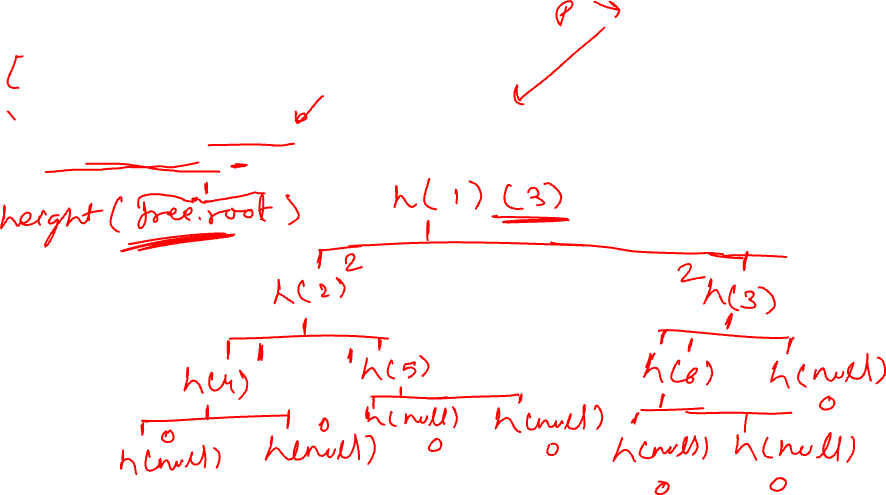 P
[
height(tree.root) h(1) (3)
2 2
h(2) h(3)
h(4) h(5) h(6) h(null)
0
h(null) 0 h(null) 0 h(null) 0 h(null) 0 h(null) h(null)
0 0